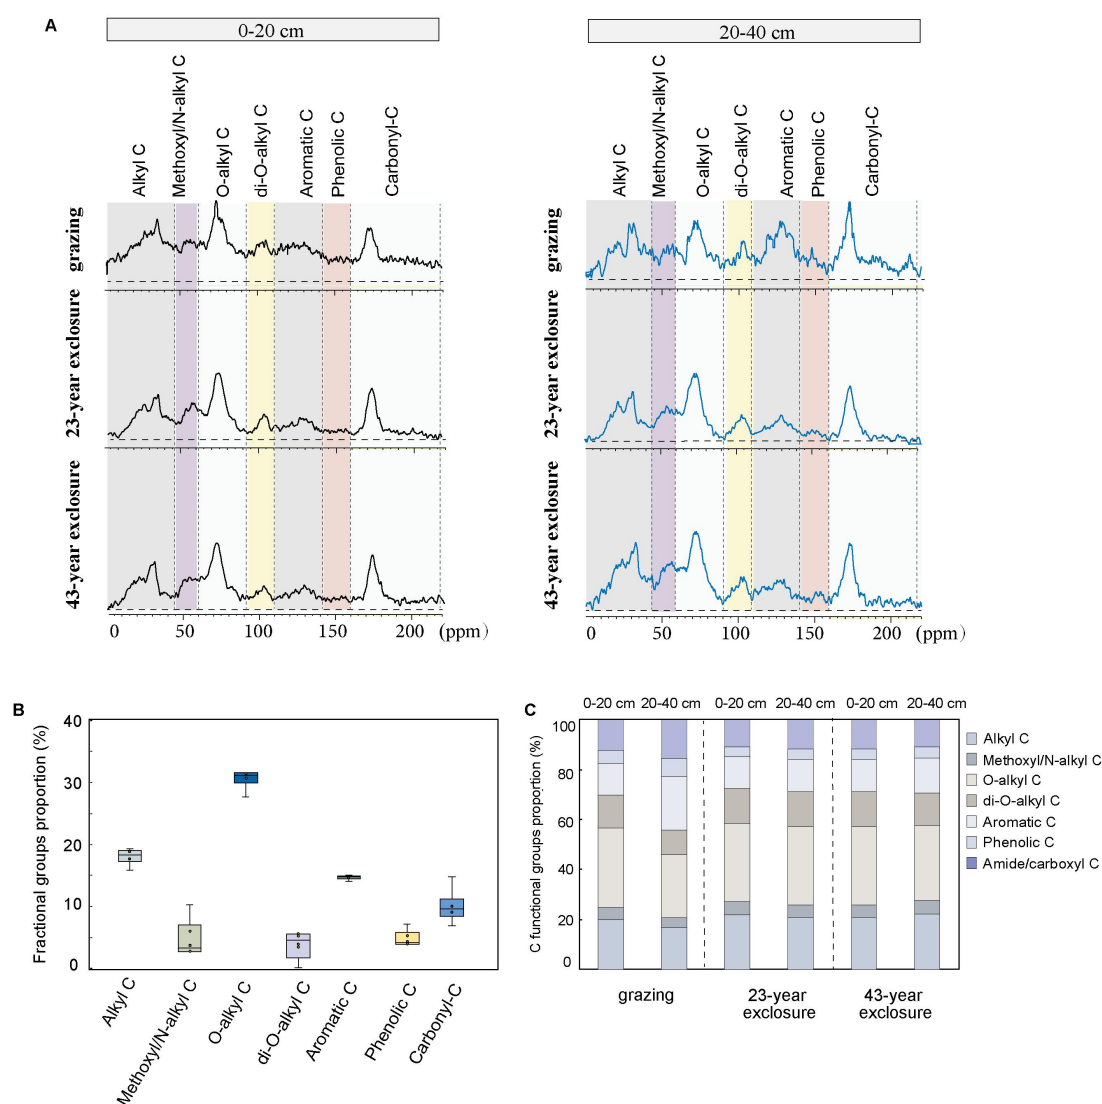 A
0-20 cm
20-40 cm
Alkyl C
Methoxyl/N-alkyl C
O-alkyl C
di-O-alkyl C
Aromatic C
Phenolic C
Carbonyl-C
Alkyl C
Methoxyl/N-alkyl C
O-alkyl C
di-O-alkyl C
Aromatic C
Phenolic C
Carbonyl-C
grazing
23-year exclosure
43-year exclosure
grazing
23-year exclosure
43-year exclosure
0 50 100 150 200 (ppm)
0 50 100 150 200 (ppm)
B
Fractional groups proportion (%)
40
30
20
10
0
Alkyl C
Methoxyl/N-alkyl C
O-alkyl C
di-O-alkyl C
Aromatic C
Phenolic C
Carbonyl-C
C
0-20 cm 20-40 cm 0-20 cm 20-40 cm 0-20 cm 20-40 cm
C functional groups proportion (%)
100
80
60
40
20
0
grazing
23-year
exclosure
43-year
exclosure
Alkyl C
Methoxyl/N-alkyl C
O-alkyl C
di-O-alkyl C
Aromatic C
Phenolic C
Amide/carboxyl C